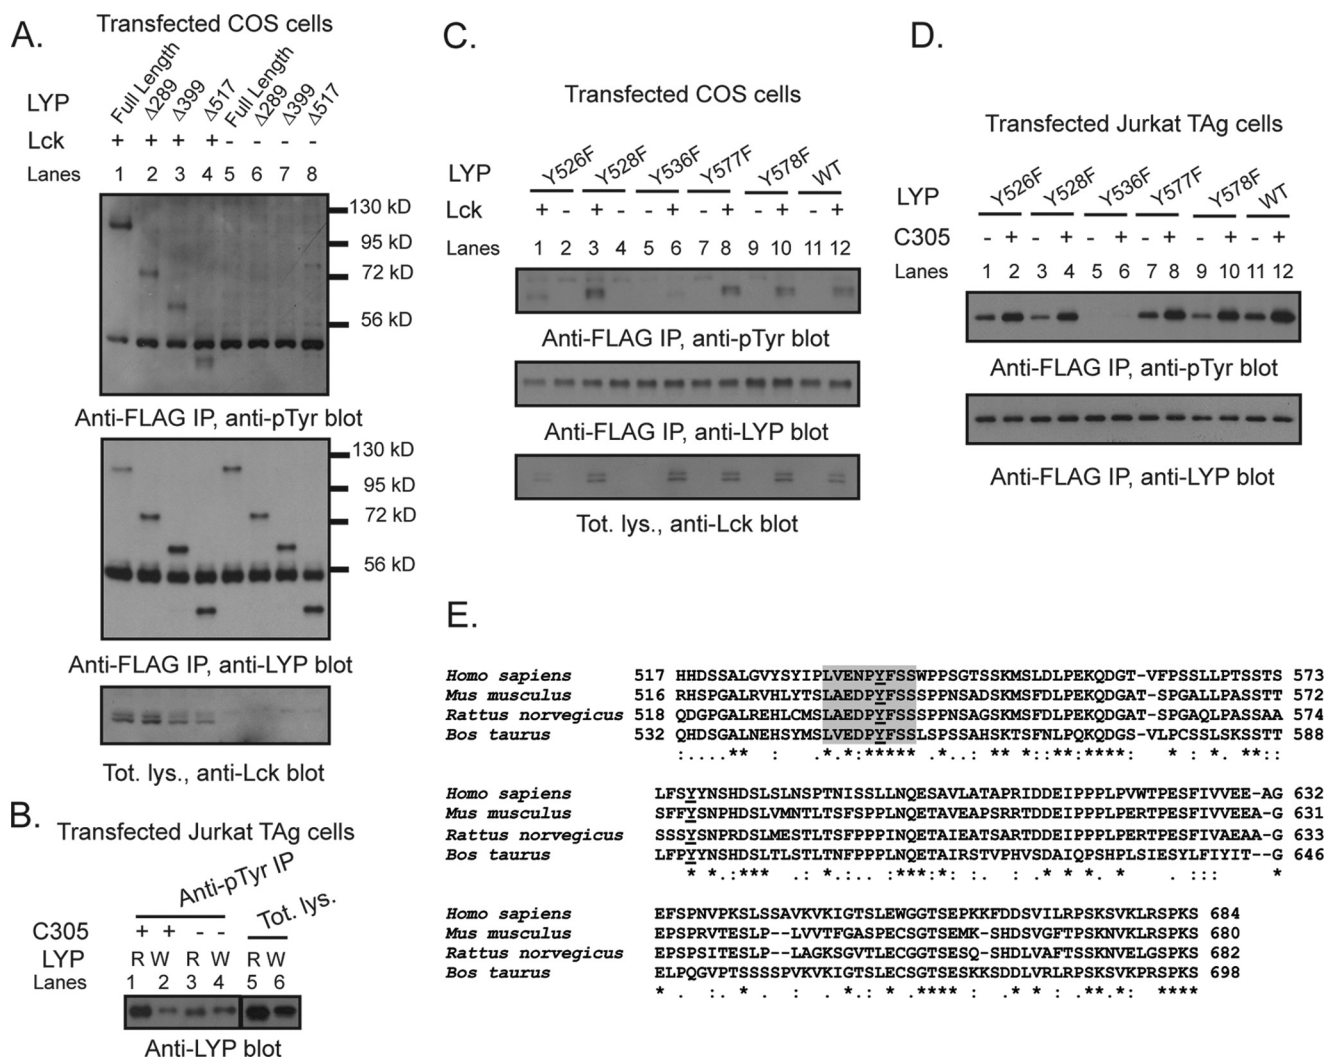 A.
Transfected COS cells
LYP Full Length Δ289 Δ399 Δ517 Full Length Δ289 Δ399 Δ517
Lck + + + + - - - -
Lanes 1 2 3 4 5 6 7 8
130 kD
95 kD
72 kD
56 kD
Anti-FLAG IP, anti-pTyr blot
130 kD
95 kD
72 kD
56 kD
Anti-FLAG IP, anti-LYP blot
Tot. lys., anti-Lck blot
B.
Transfected Jurkat TAg cells
Anti-pTyr IP Tot. lys.
C305 + + - -
LYP R W R W R W
Lanes 1 2 3 4 5 6
Anti-LYP blot
C.
Transfected COS cells
LYP Y526F Y528F Y536F Y577F Y578F WT
Lck + - + - - + - + - + - +
Lanes 1 2 3 4 5 6 7 8 9 10 11 12
Anti-FLAG IP, anti-pTyr blot
Anti-FLAG IP, anti-LYP blot
Tot. lys., anti-Lck blot
D.
Transfected Jurkat TAg cells
LYP Y526F Y528F Y536F Y577F Y578F WT
C305 - + - + - + - + - + - +
Lanes 1 2 3 4 5 6 7 8 9 10 11 12
Anti-FLAG IP, anti-pTyr blot
Anti-FLAG IP, anti-LYP blot
E.
Homo sapiens 517 HHDSSALGVYSYIPLVENPYFSSWPPSGTSSKMSLDLPEKQDGT-VFPSSLLPTSSTS 573
Mus musculus 516 RHSPGALRVHLYTSLAEDPYFSSSPPNSADSKMSFDLPEKQDGAT-SPGALLPASSTT 572
Rattus norvegicus 518 QDGPGALREHLCMSLAEDPYFSSSPPNSAGSKMSFDLPEKQDGAT-SPGAQLPASSAA 574
Bos taurus 532 QHDSGALNEHSYMSLVEDPYFSSLSPSSAHSKTSFNLPQKQDGS-VLPCSSLSKSSTT 588
:....** : * *:*:***** *..: ** *::**:**** :. * *. **::
Homo sapiens LFSYYNSHDSLSLNSPTNISSLLNQESAVLATAPRIDDEIPPPLPVWTPESFIVVEE-AG 632
Mus musculus SFFYSNPHDSLVMNTLTSFSPPLNQETAVEAPSRRTDDEIPPPLPERTPESFIVVEEA-G 631
Rattus norvegicus SSSYSNPRDSLMESTLTSFPPPINQETAIEATSARTDDEIPPPLPERTPESFIVAEAA-G 633
Bos taurus LFPYYNSHDSLTLSTLTNFPPPLNQETAIRSTVPHVSDAIQPSHPLSIESYLFIYIT--G 646
* *.:*** .:*.:. :***:*: :. : .* * * * . ::: *
Homo sapiens EFSPNVPKSLSSAVKVKIGTSLEWGGTSEPKKFDDSVILRPSKSVKLRSPKS 684
Mus musculus EPSPRVTESLP--LVVTFGASPECSGTSEMK-SHDSVGFTPSKNVKLRSPKS 680
Rattus norvegicus EPSPSITESLP--LAGKSGVTLECSGTSESQ-SHDLVAFTSSKNVELGSPKS 682
Bos taurus ELPQGVPTSSSSPVKVKIGTSLECSGTSESKKSDDLVRLRPSKSVKLRSPKS 698
* . :. * : . *.: * ****: .* * : .**.*:* ****